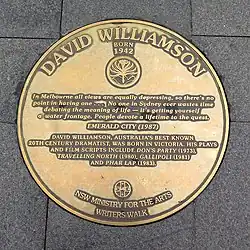 DAVID WILLIAMSON
BORN
1942
In Melbourne all views are equally depressing, so there's no
point in having one ... No one in Sydney ever wastes time
debating the meaning of life — it's getting yourself
a water frontage. People devote a lifetime to the quest.
EMERALD CITY (1987)
DAVID WILLIAMSON, AUSTRALIA'S BEST KNOWN
20TH CENTURY DRAMATIST, WAS BORN IN VICTORIA. HIS PLAYS
AND FILM SCRIPTS INCLUDE DON'S PARTY (1973),
TRAVELLING NORTH (1980), GALLIPOLI (1981)
AND PHAR LAP (1983).
NSW MINISTRY FOR THE ARTS
WRITERS WALK